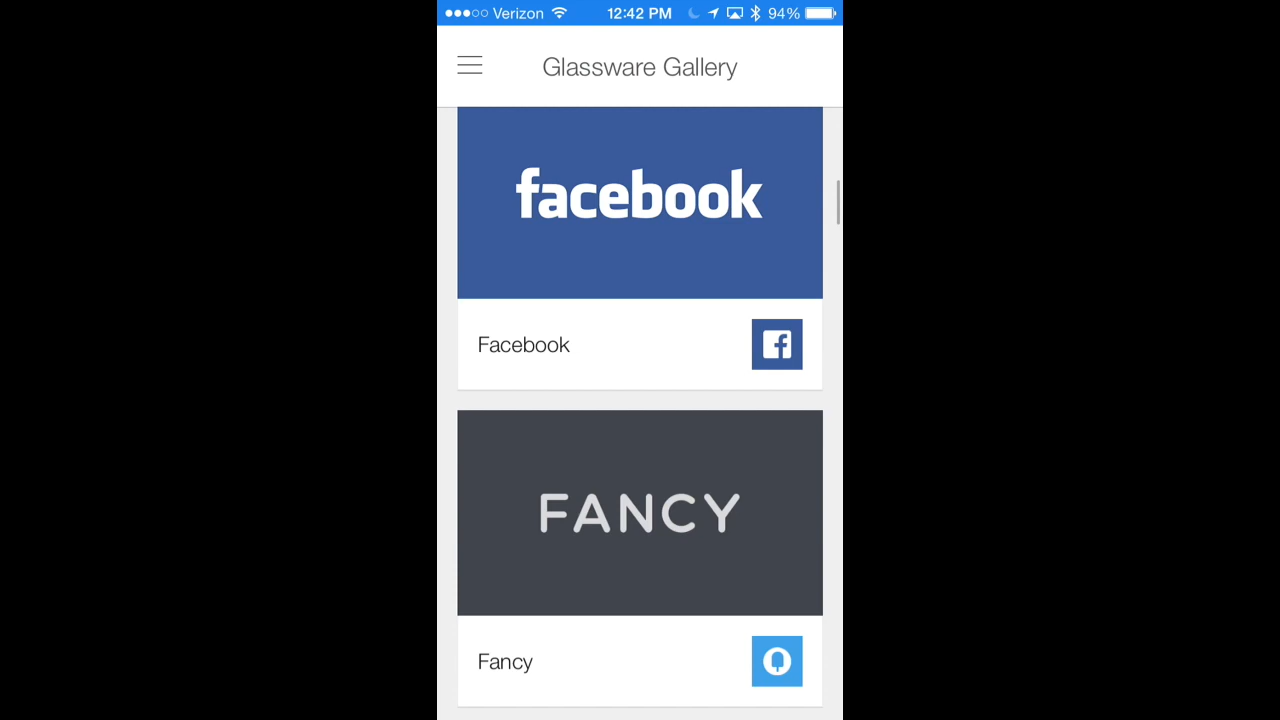 Verizon 12:42 PM 94%
Glassware Gallery
facebook
Facebook
FANCY
Fancy